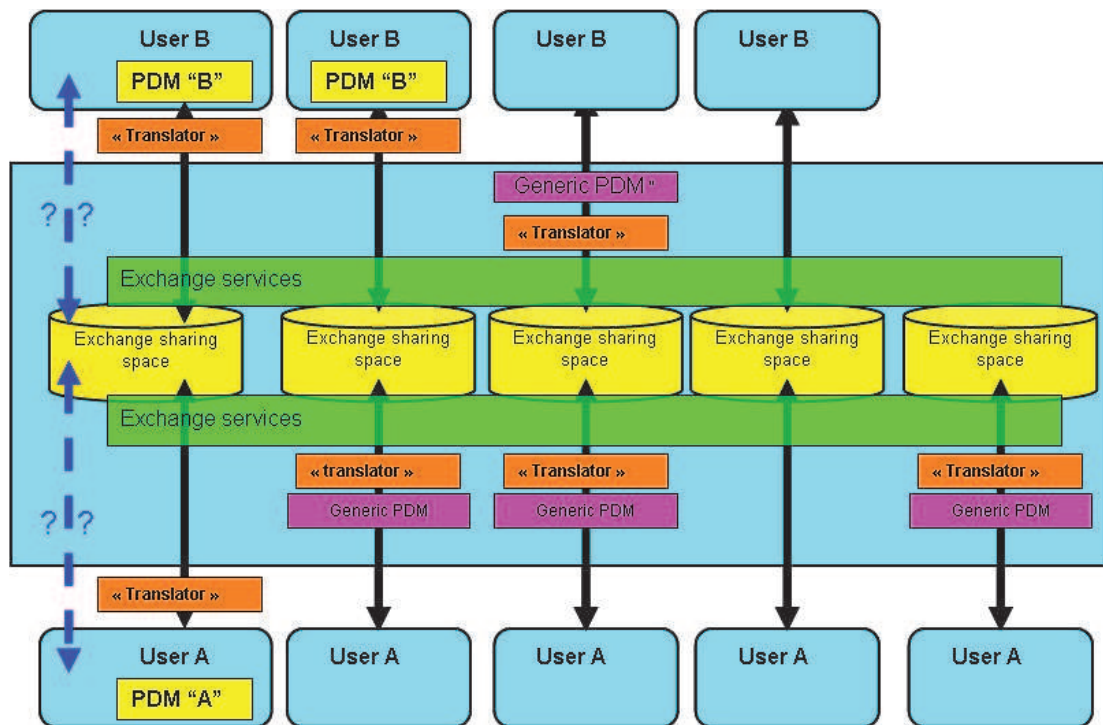 User B
User B
User B
User B
PDM “B”
PDM “B”
« Translator »
« Translator »
Generic PDM "
« Translator »
? ?
Exchange services
Exchange sharing
space
Exchange sharing
space
Exchange sharing
space
Exchange sharing
space
Exchange sharing
space
Exchange services
« translator »
« Translator »
« Translator »
Generic PDM
Generic PDM
Generic PDM
? ?
« Translator »
User A
User A
User A
User A
User A
PDM “A”